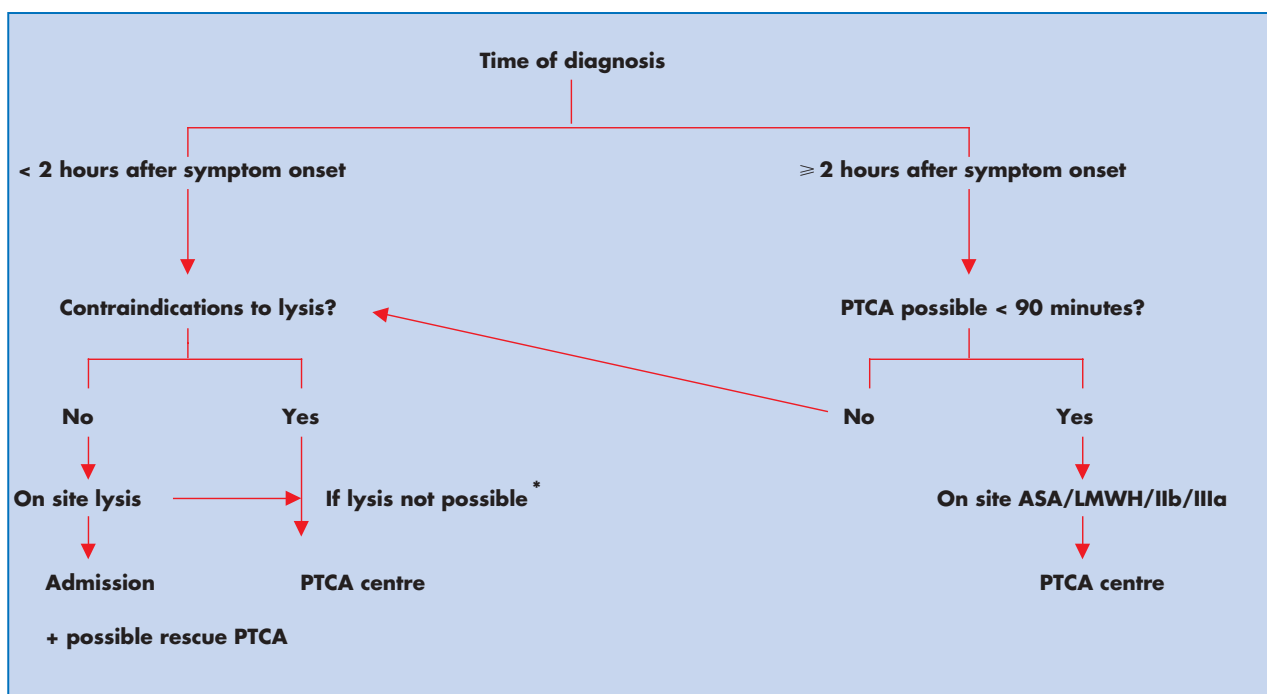 Time of diagnosis
< 2 hours after symptom onset
⩾ 2 hours after symptom onset
Contraindications to lysis?
PTCA possible < 90 minutes?
No
Yes
No
Yes
On site lysis
If lysis not possible*
On site ASA/LMWH/IIb/IIIa
Admission
PTCA centre
PTCA centre
+ possible rescue PTCA